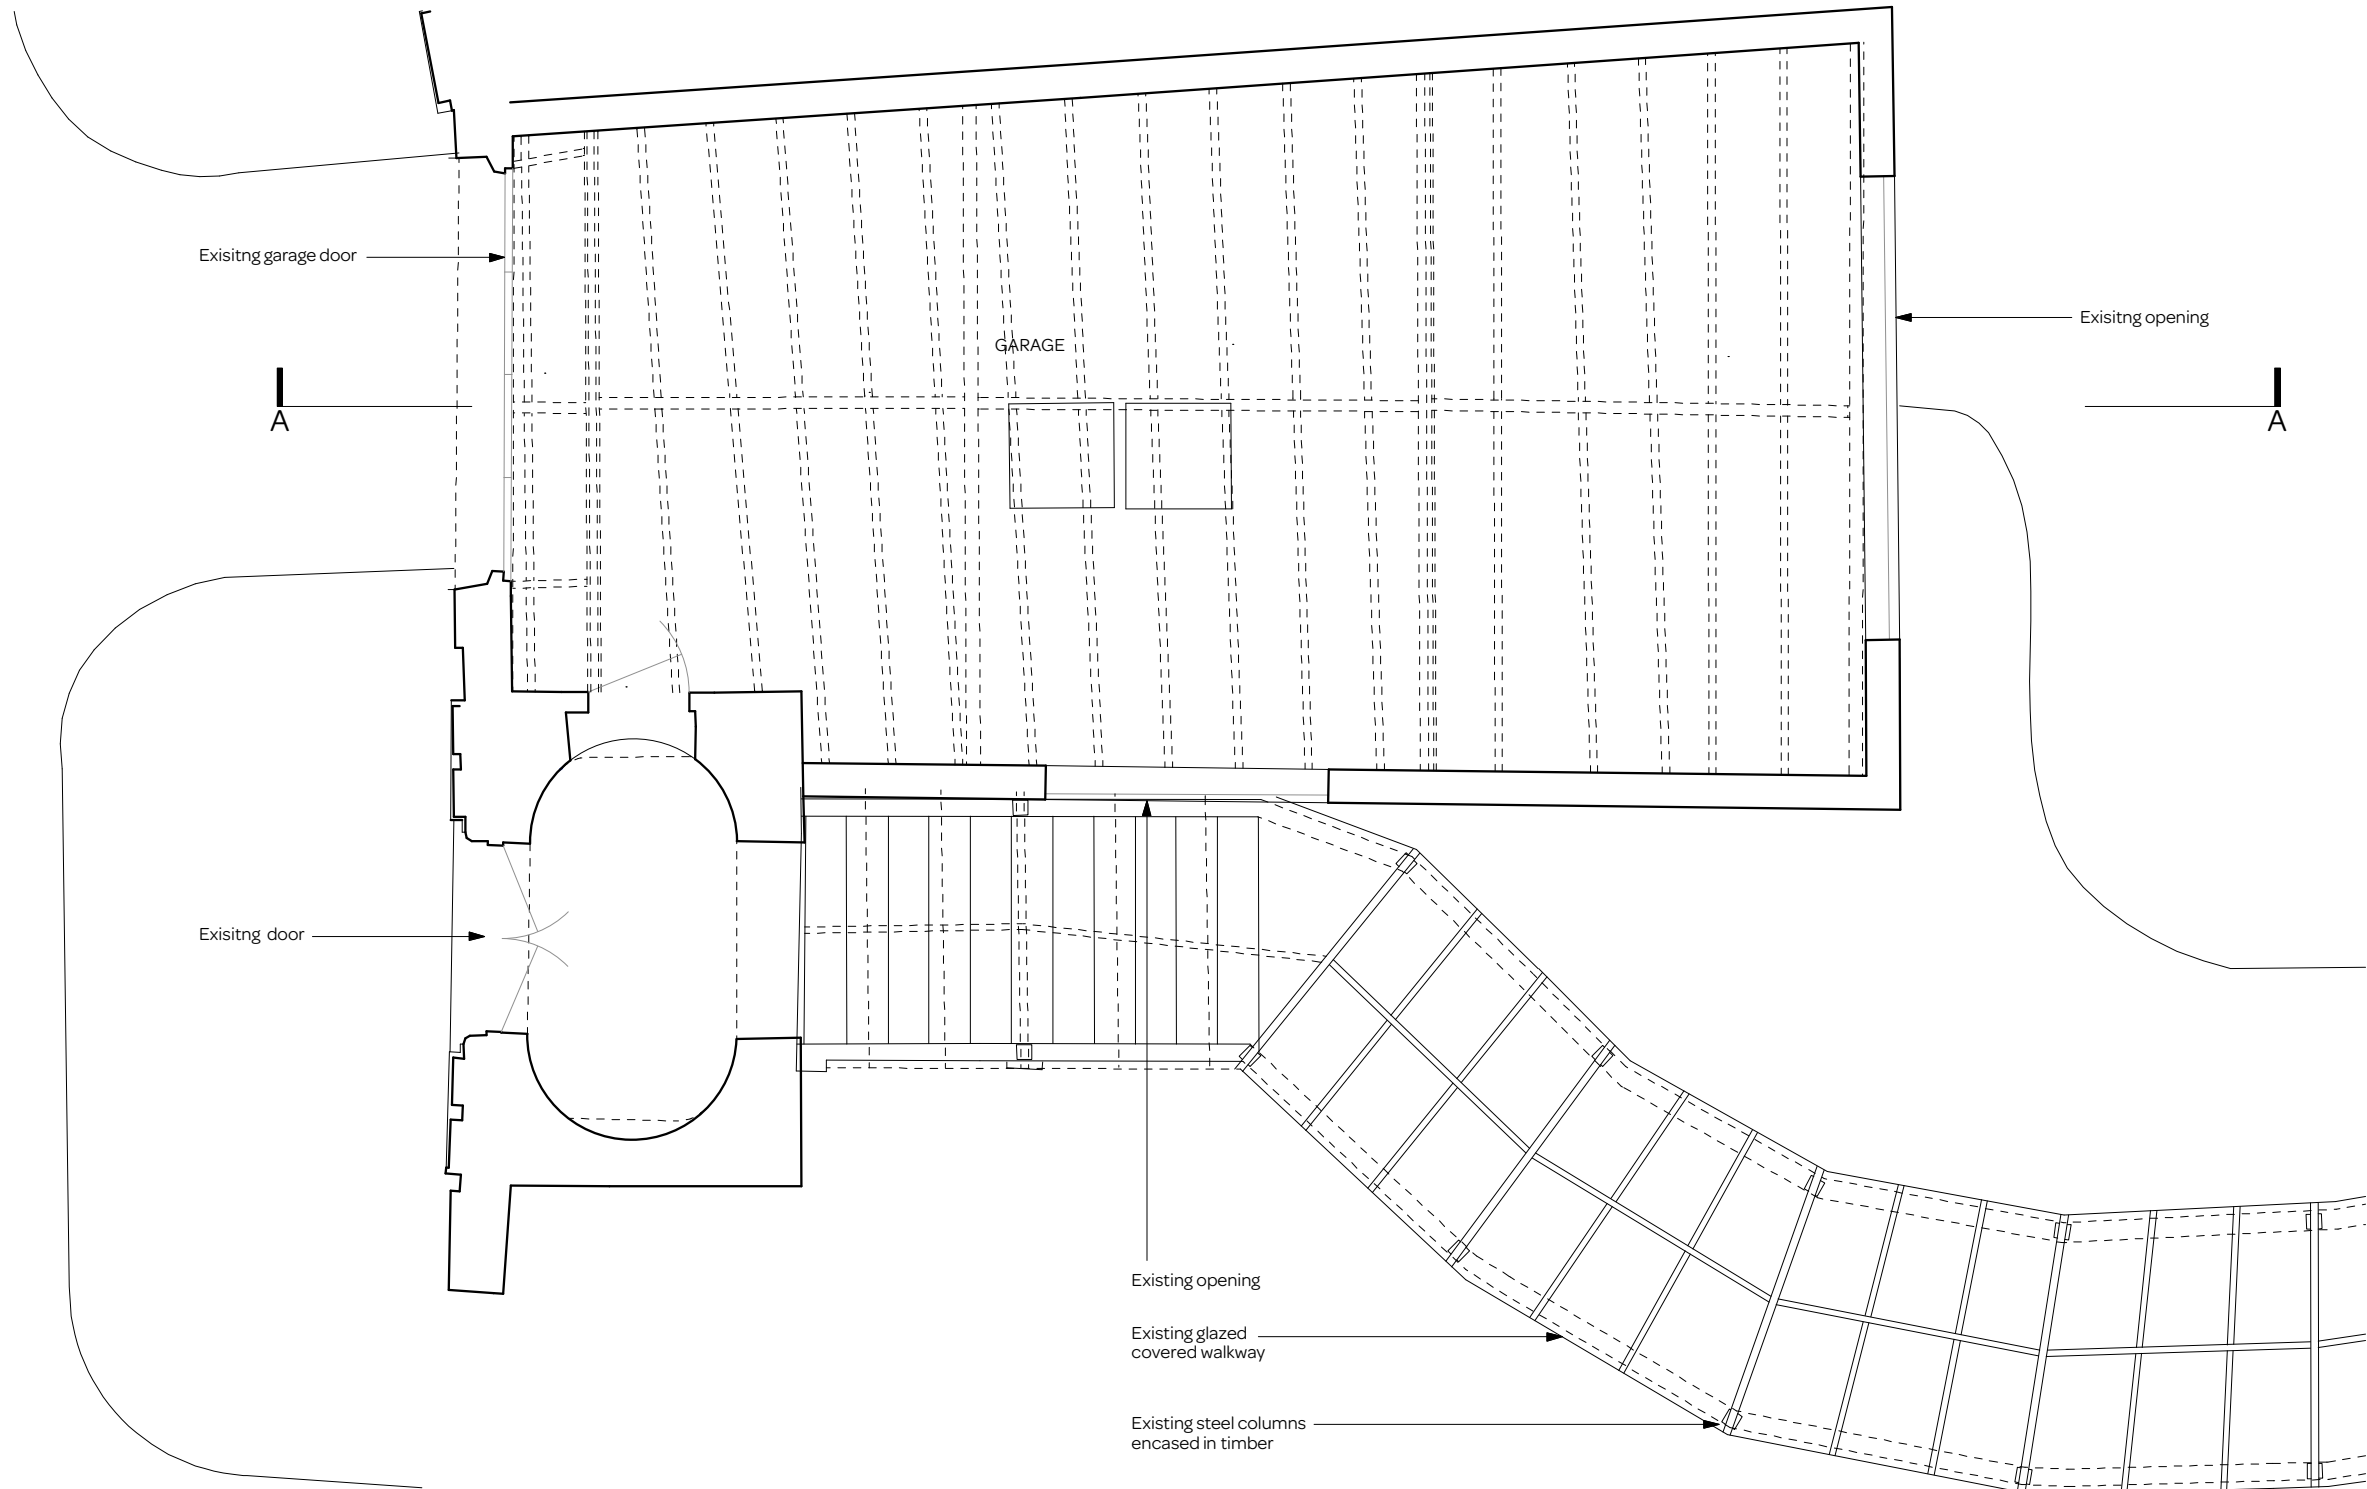 Exisitng garage door
Exisitng opening
GARAGE
A
A
Exisitng door
Existing opening
Existing glazed
covered walkway
Existing steel columns
encased in timber